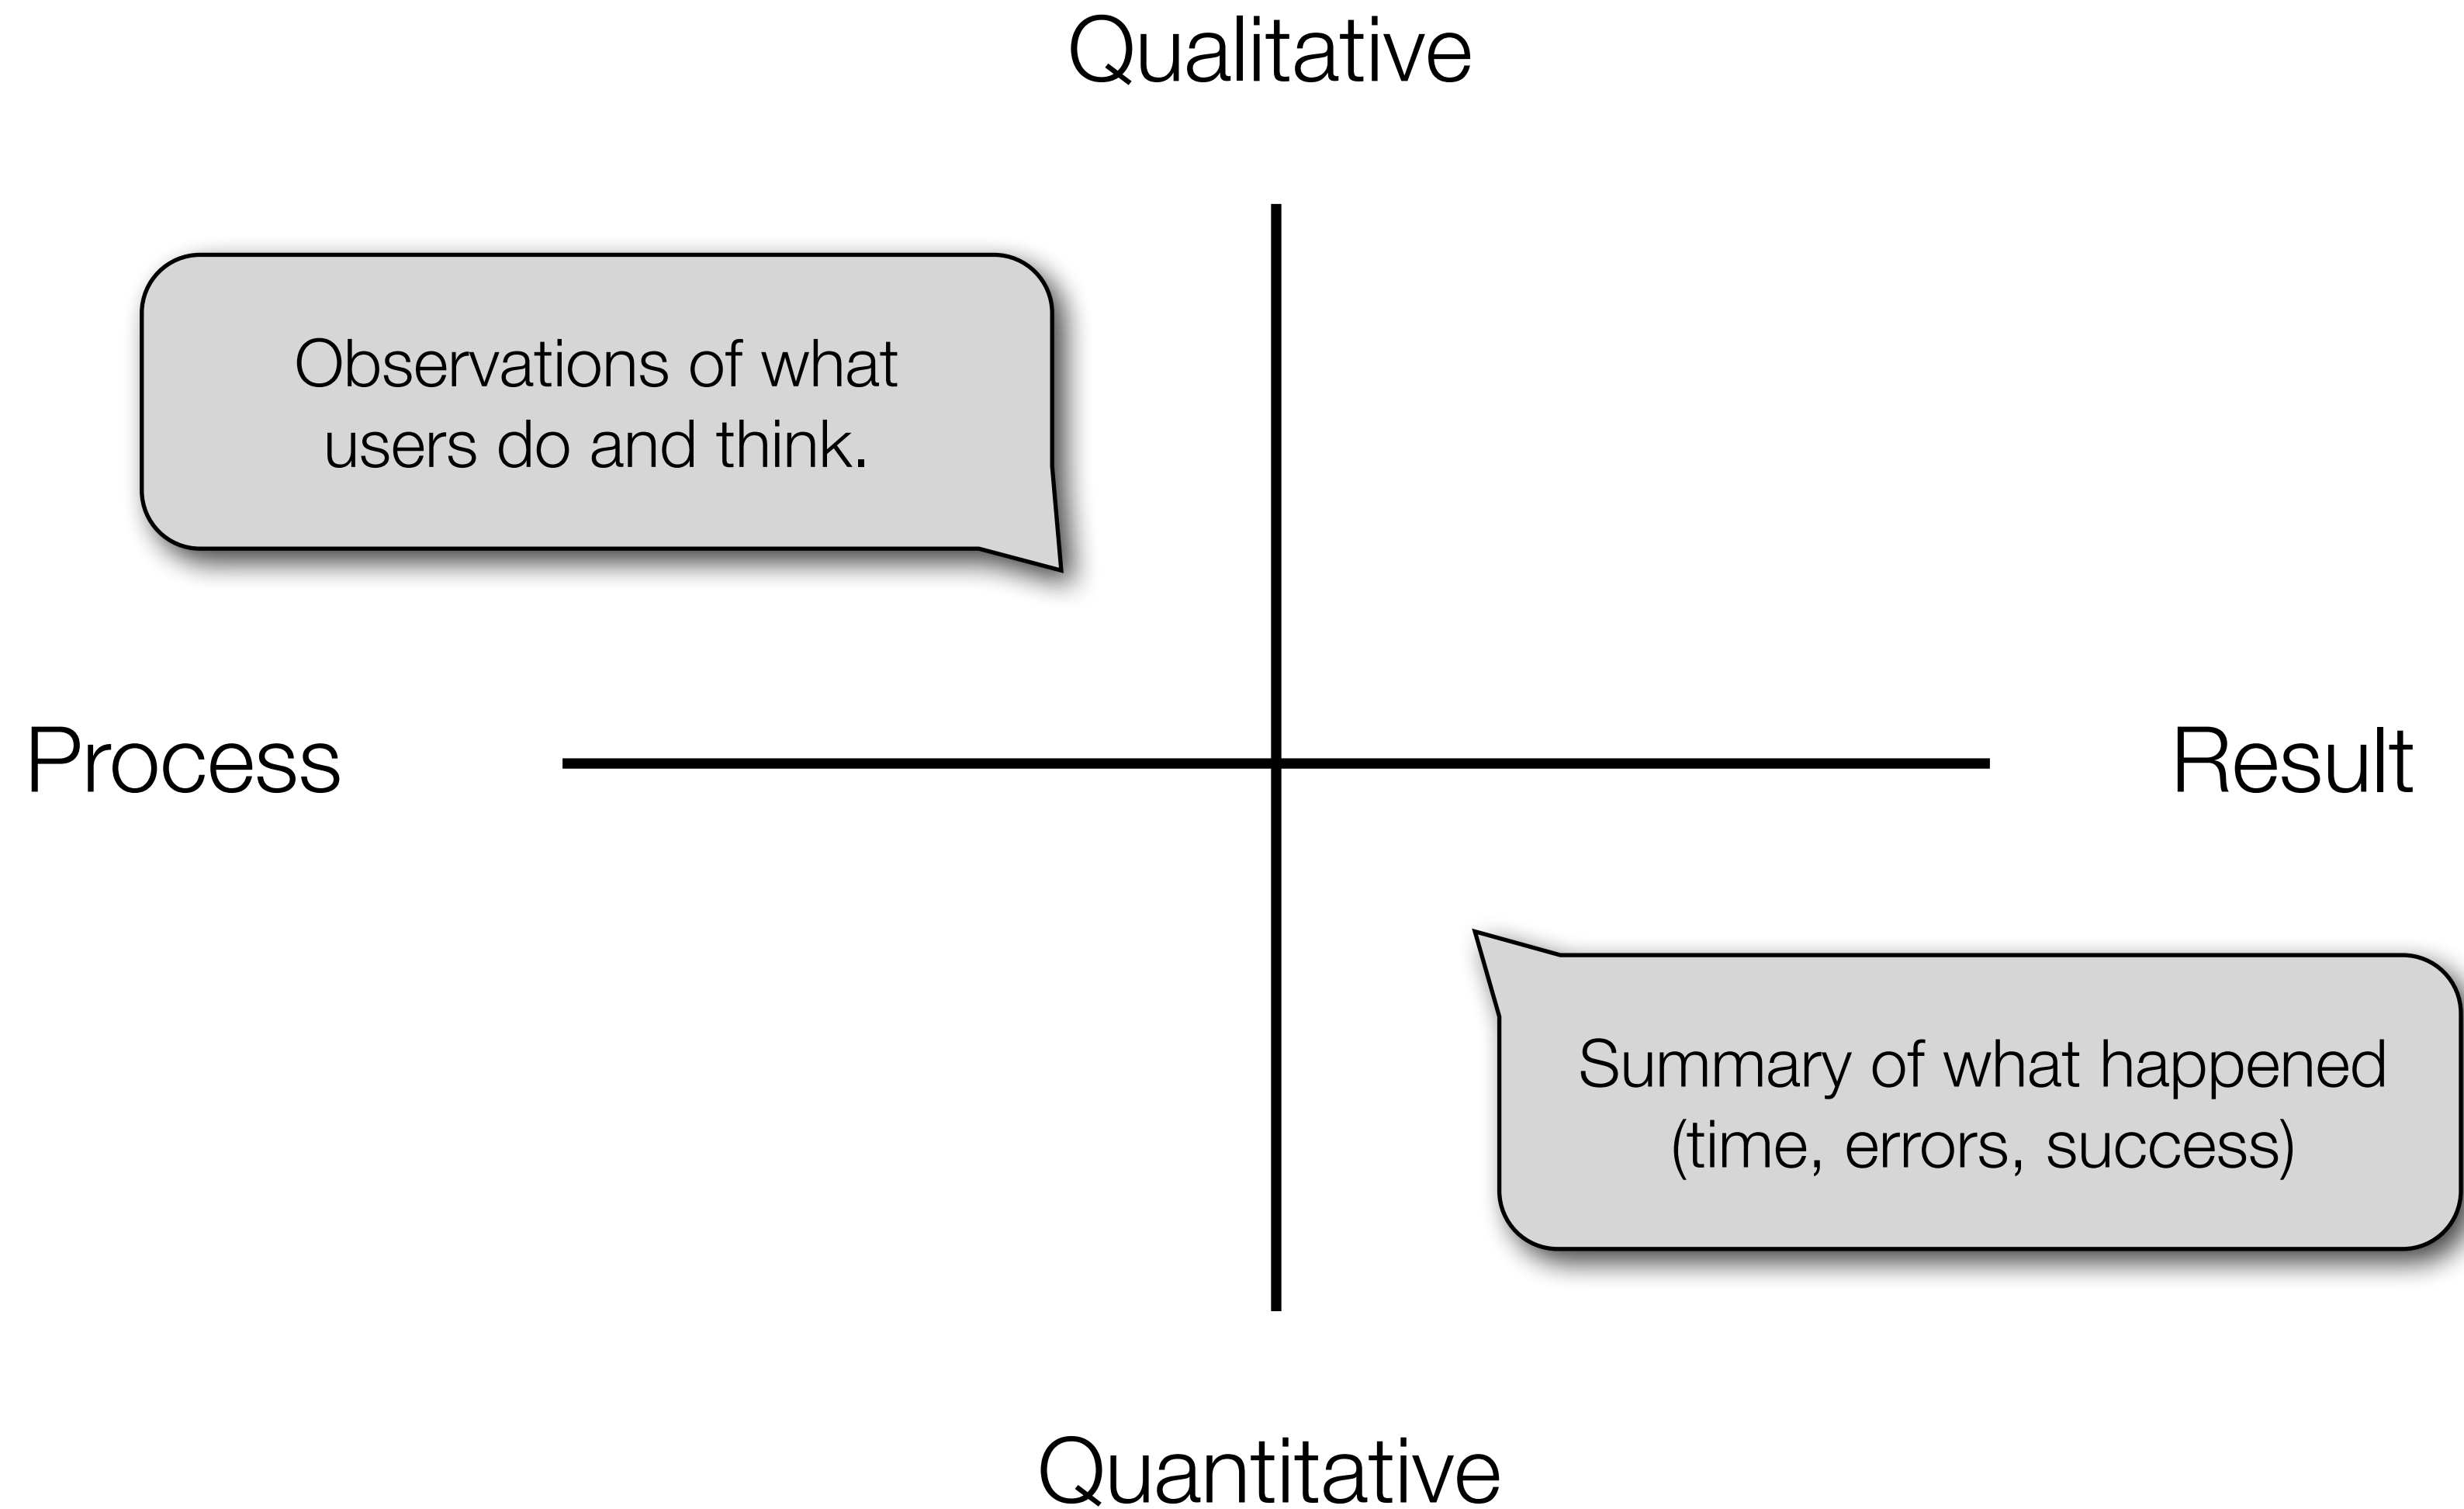 Qualitative
Observations of what
users do and think.
Process
Result
Summary of what happened
(time, errors, success)
Quantitative